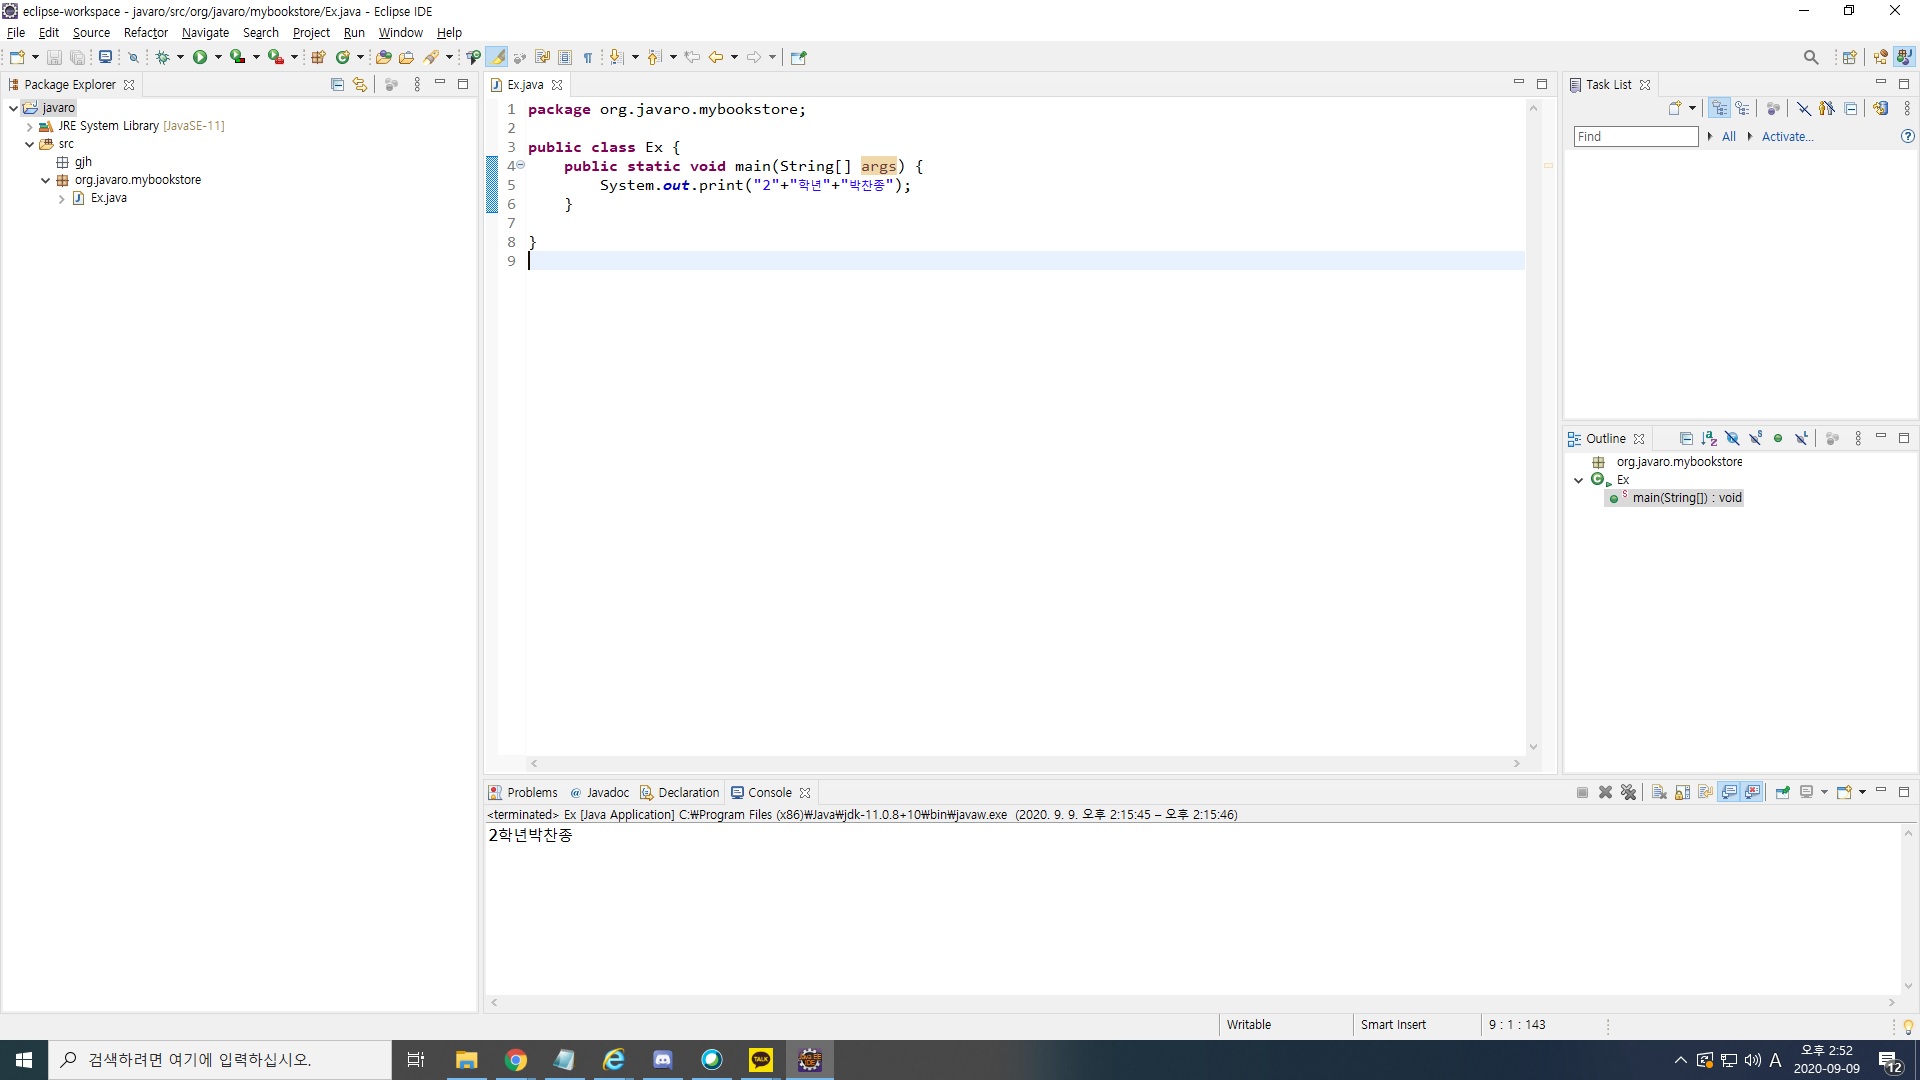 eclipse-workspace - javaro/src/org/javaro/mybookstore/Ex.java - Eclipse IDE
File Edit Source Refactor Navigate Search Project Run Window Help
Package Explorer
javaro
JRE System Library [JavaSE-11]
src
gjh
org.javaro.mybookstore
Ex.java
Ex.java
1 package org.javaro.mybookstore;
2
3 public class Ex {
4 public static void main(String[] args) {
5 System.out.print("2"+"학년"+"박찬종");
6 }
7
8 }
9
Task List
Find All Activate...
Outline
org.javaro.mybookstore
Ex
main(String[]) : void
Problems @ Javadoc Declaration Console
<terminated> Ex [Java Application] C:₩Program Files (x86)₩Java₩jdk-11.0.8+10₩bin₩javaw.exe (2020. 9. 9. 오후 2:15:45 – 오후 2:15:46)
2학년박찬종
Writable Smart Insert 9 : 1 : 143
검색하려면 여기에 입력하십시오.
TALK
A
오후 2:52
2020-09-09
12